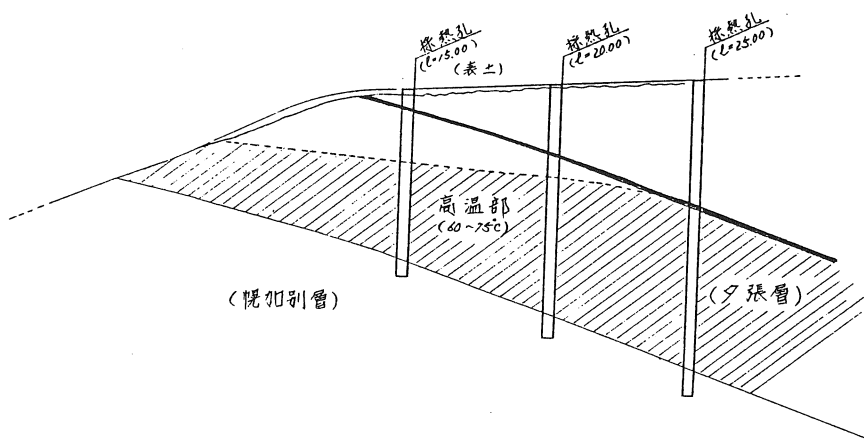 採熱孔
(l=15.00)
採熱孔
(l=20.00)
採熱孔
(l=25.00)
(表土)
高温部
(60~75℃)
(幌加別層)
(夕張層)